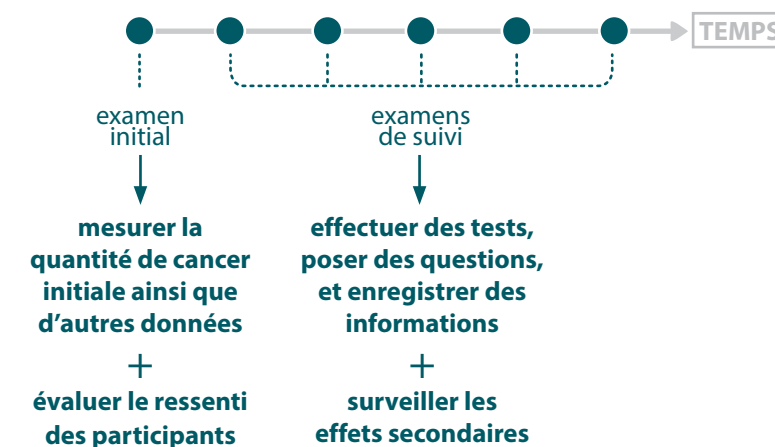 TEMPS
examen
initial
examens
de suivi
mesurer la
quantité de cancer
initiale ainsi que
d’autres données
+
évaluer le ressenti
des participants
effectuer des tests,
poser des questions,
et enregistrer des
informations
+
surveiller les
effets secondaires